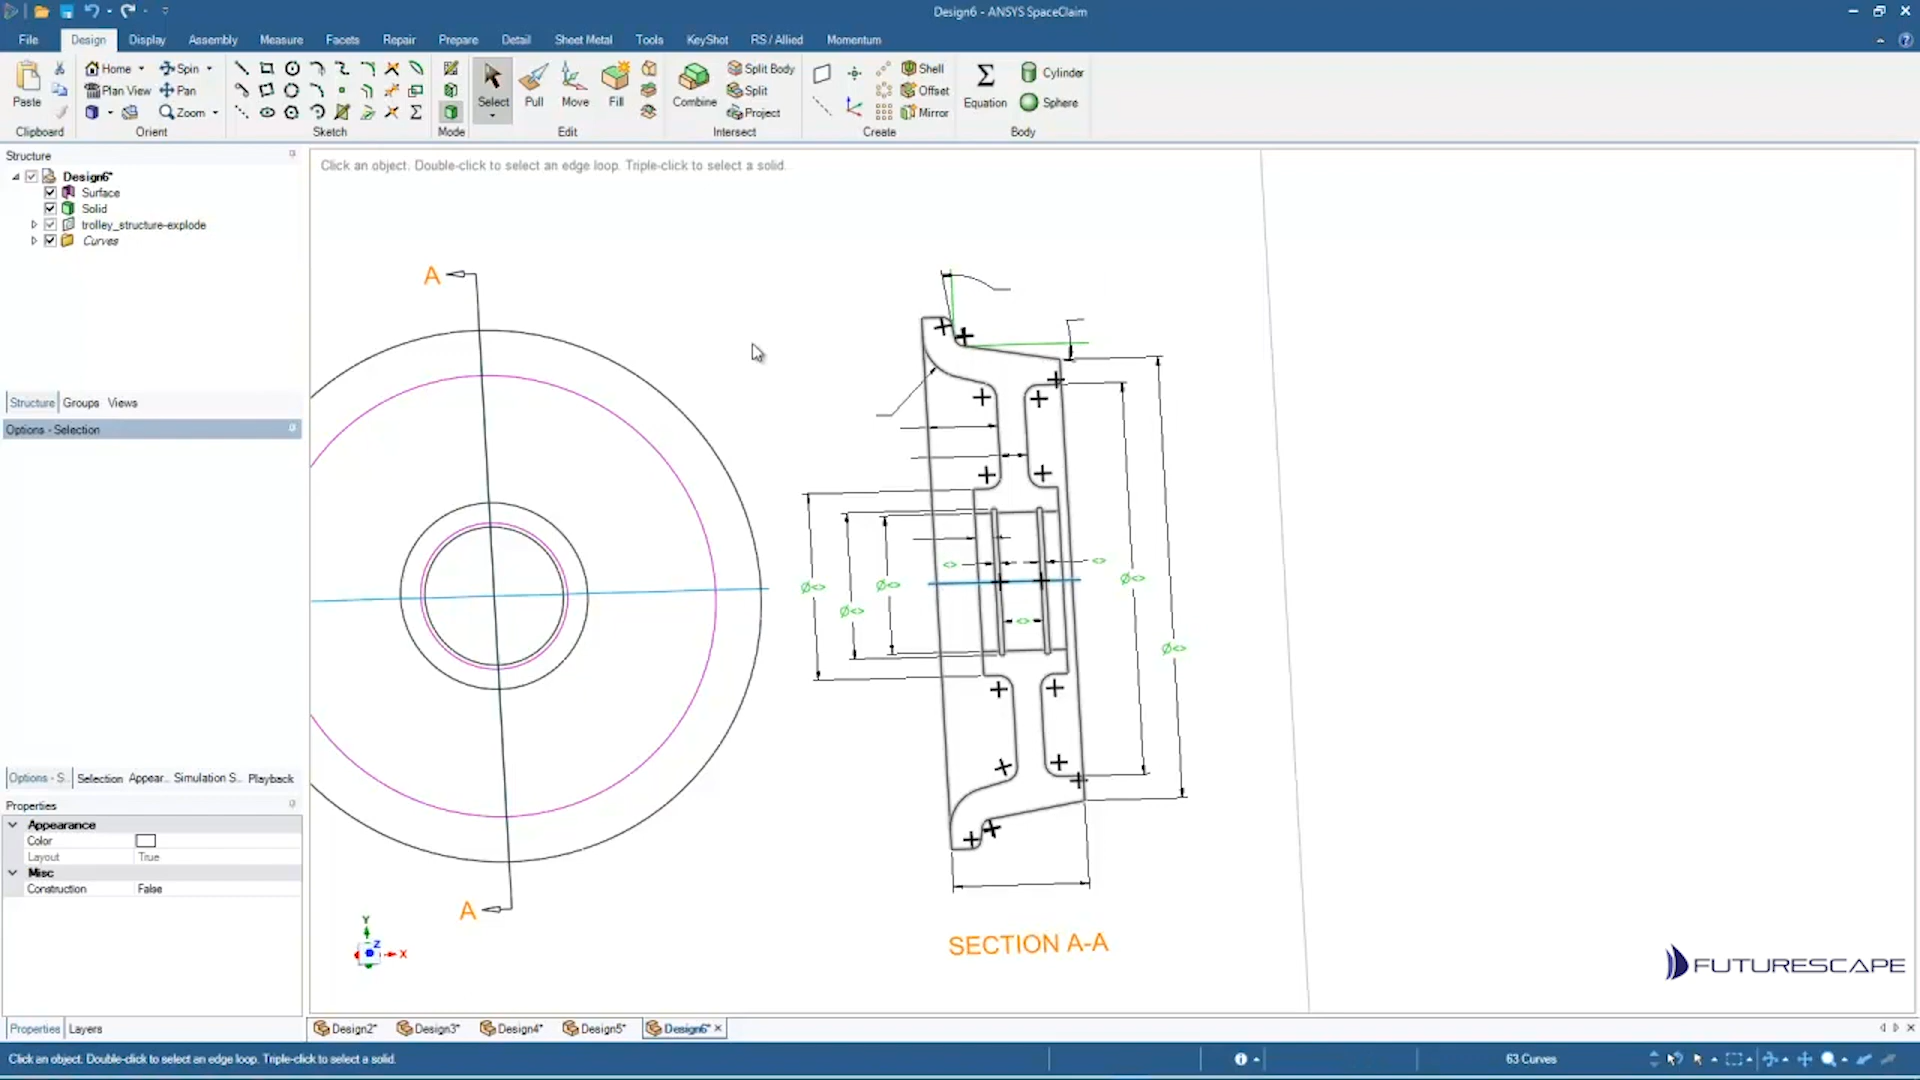 Design6 - ANSYS SpaceClaim
File Design Display Assembly Measure Facets Repair Prepare Detail Sheet Metal Tools KeyShot RS / Allied Momentum
Paste
Clipboard
Home Spin
Plan View Pan
Zoom
Orient
Sketch
Mode
Select Pull Move Fill
Edit
Combine
Split Body
Split
Project
Intersect
Shell
Offset
Mirror
Create
Equation
Cylinder
Sphere
Body
Structure
Design6*
Surface
Solid
trolley_structure-explode
Curves
Structure Groups Views
Options - Selection
Options - S... Selection Appear... Simulation S... Playback
Properties
Appearance
Color
Layout True
Misc
Construction False
Properties Layers
Click an object. Double-click to select an edge loop. Triple-click to select a solid.
A
A
Ø<>
Ø<>
Ø<>
<>
<>
<>
Ø<>
Ø<>
SECTION A-A
Y
Z
X
FUTURESCAPE
Design2* Design3* Design4* Design5* Design6*
Click an object. Double-click to select an edge loop. Triple-click to select a solid.
63 Curves